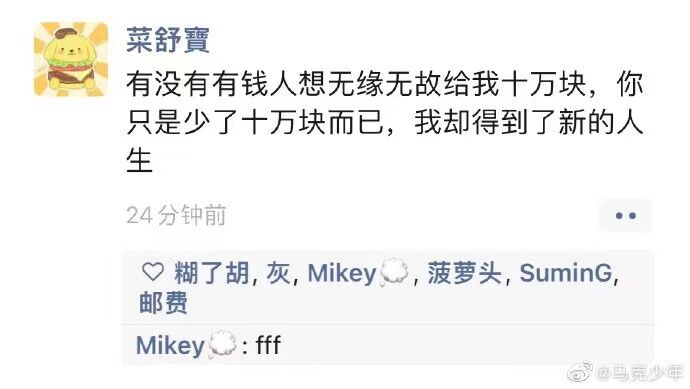 菜舒寶
有没有有钱人想无缘无故给我十万块，你
只是少了十万块而已，我却得到了新的人
生
24分钟前
糊了胡, 灰, Mikey💭, 菠萝头, SuminG,
邮费
Mikey💭: fff
@马克少年